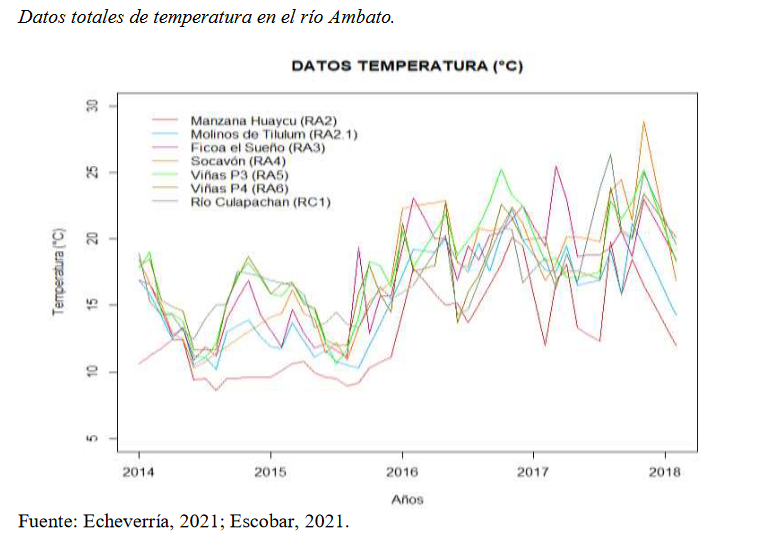 Datos totales de temperatura en el río Ambato.
DATOS TEMPERATURA (°C)
Temperatura (°C)
30
25
20
15
10
5
Manzana Huaycu (RA2)
Molinos de Tilulum (RA2.1)
Ficoa el Sueño (RA3)
Socavón (RA4)
Viñas P3 (RA5)
Viñas P4 (RA6)
Río Culapachan (RC1)
2014 2015 2016 2017 2018
Años
Fuente: Echeverría, 2021; Escobar, 2021.